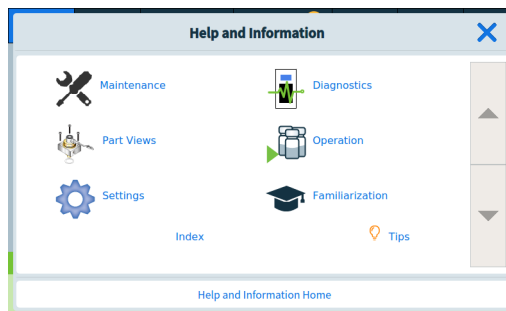 Help and Information
Maintenance
Diagnostics
Part Views
Operation
Settings
Familiarization
Index
Tips
Help and Information Home